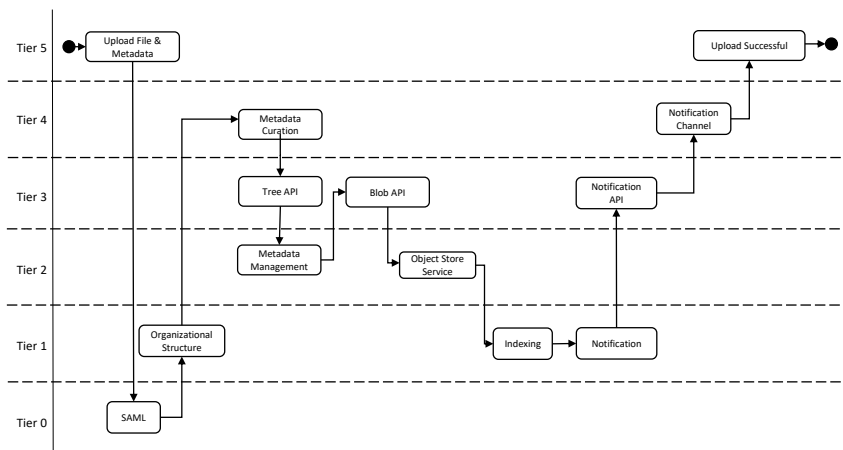 Tier 5
Upload File &
Metadata
Upload Successful
Tier 4
Metadata
Curation
Notification
Channel
Tier 3
Tree API
Blob API
Notification
API
Tier 2
Metadata
Management
Object Store
Service
Tier 1
Organizational
Structure
Indexing
Notification
Tier 0
SAML